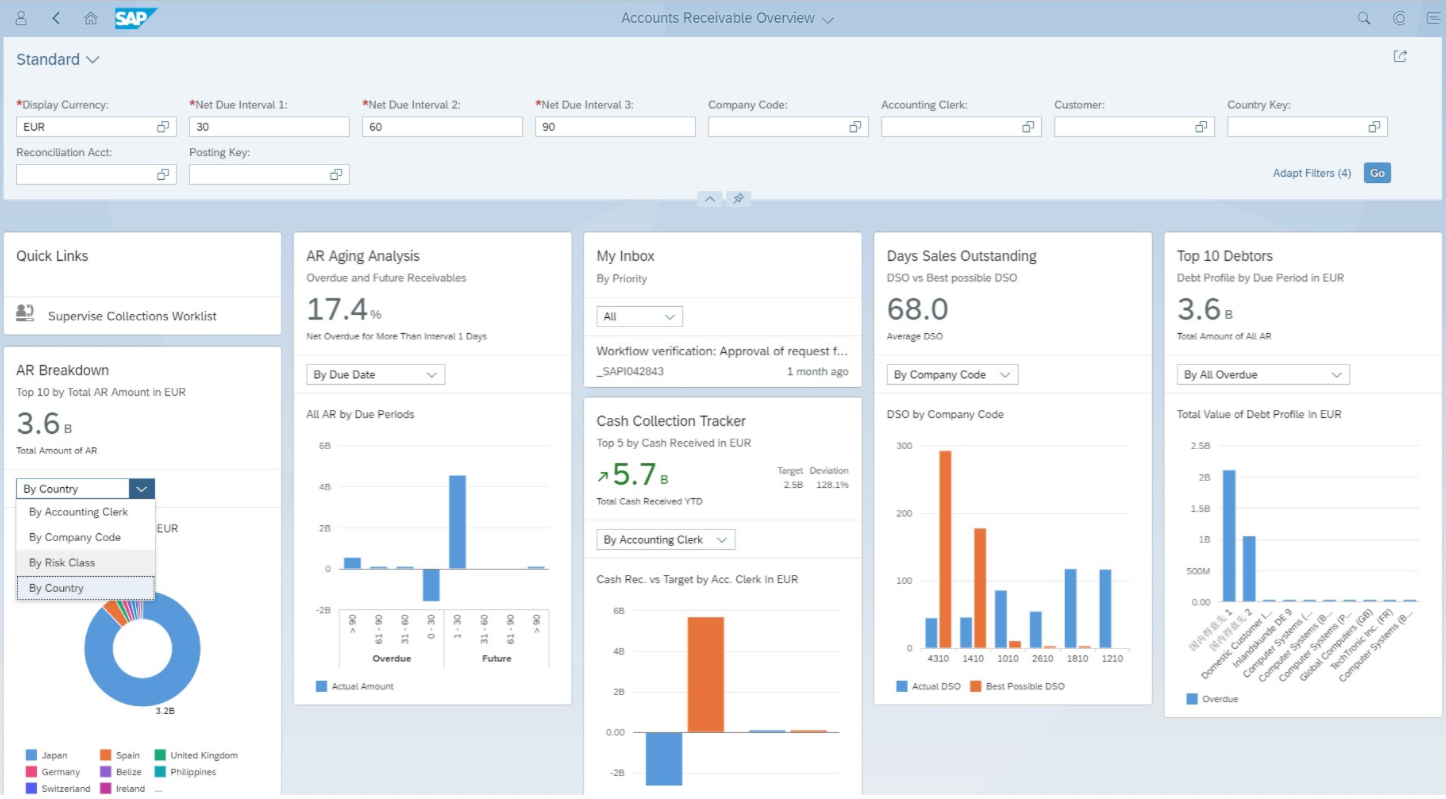 SAP
Accounts Receivable Overview
Standard
*Display Currency:
*Net Due Interval 1:
*Net Due Interval 2:
*Net Due Interval 3:
Company Code:
Accounting Clerk:
Customer:
Country Key:
EUR
30
60
90
Reconciliation Acct:
Posting Key:
Adapt Filters (4)
Go
Quick Links
Supervise Collections Worklist
AR Breakdown
Top 10 by Total AR Amount in EUR
3.6 B
Total Amount of AR
By Country
By Accounting Clerk
By Company Code
By Risk Class
By Country
EUR
3.2B
Japan
Spain
United Kingdom
Germany
Belize
Philippines
Switzerland
Ireland
...
AR Aging Analysis
Overdue and Future Receivables
17.4 %
Net Overdue for More Than Interval 1 Days
By Due Date
All AR by Due Periods
6B
4B
2B
0
-2B
> 90
61 - 90
31 - 60
0 - 30
1 - 30
31 - 60
61 - 90
> 90
Overdue
Future
Actual Amount
My Inbox
By Priority
All
Workflow verification: Approval of request f...
_SAPI042843
1 month ago
Cash Collection Tracker
Top 5 by Cash Received in EUR
5.7 B
Target Deviation
2.5B 128.1%
Total Cash Received YTD
By Accounting Clerk
Cash Rec. vs Target by Acc. Clerk in EUR
6B
4B
2B
0.00
-2B
Days Sales Outstanding
DSO vs Best possible DSO
68.0
Average DSO
By Company Code
DSO by Company Code
300
200
100
0
4310
1410
1010
2610
1810
1210
Actual DSO
Best Possible DSO
Top 10 Debtors
Debt Profile by Due Period in EUR
3.6 B
Total Amount of All AR
By All Overdue
Total Value of Debt Profile in EUR
2.5B
2B
1.5B
1B
500M
0.00
国内得意先 1
国内得意先 2
Domestic Customer I...
Inlandskunde DE 9
Computer Systems (...
Computer Systems (B...
Computer Systems (P...
Global Computers (GB)
TechTronic Inc. (FR)
Computer Systems (B...
Overdue